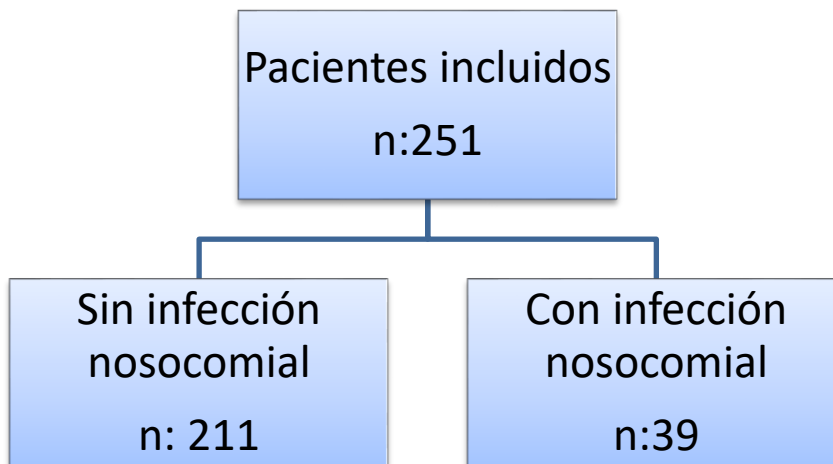 Pacientes incluidos
n:251
Sin infección
nosocomial
n: 211
Con infección
nosocomial
n:39